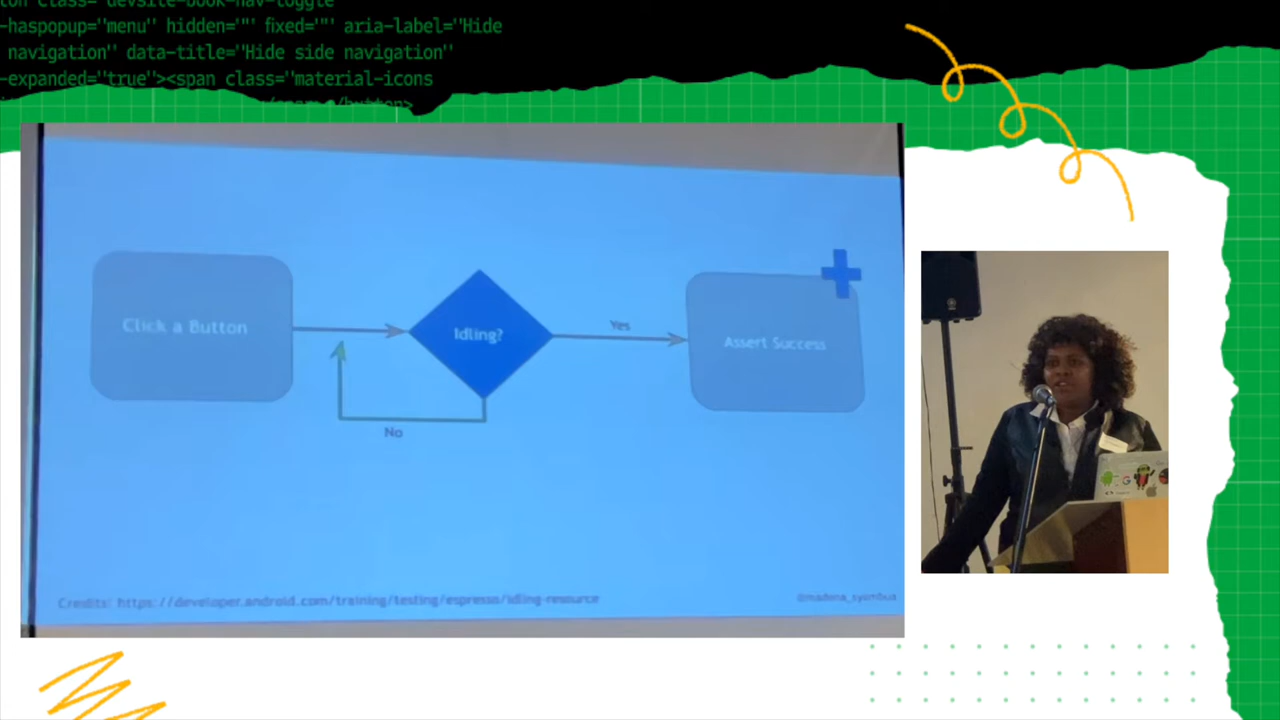 -haspopup="menu" hidden="" fixed="" aria-label="Hide
navigation" data-title="Hide side navigation"
-expanded="true"><span class="material-icons
Click a Button
Idling?
Yes
Assert Success
No
Credits: https://developer.android.com/training/testing/espresso/idling-resource
@madona_syombua